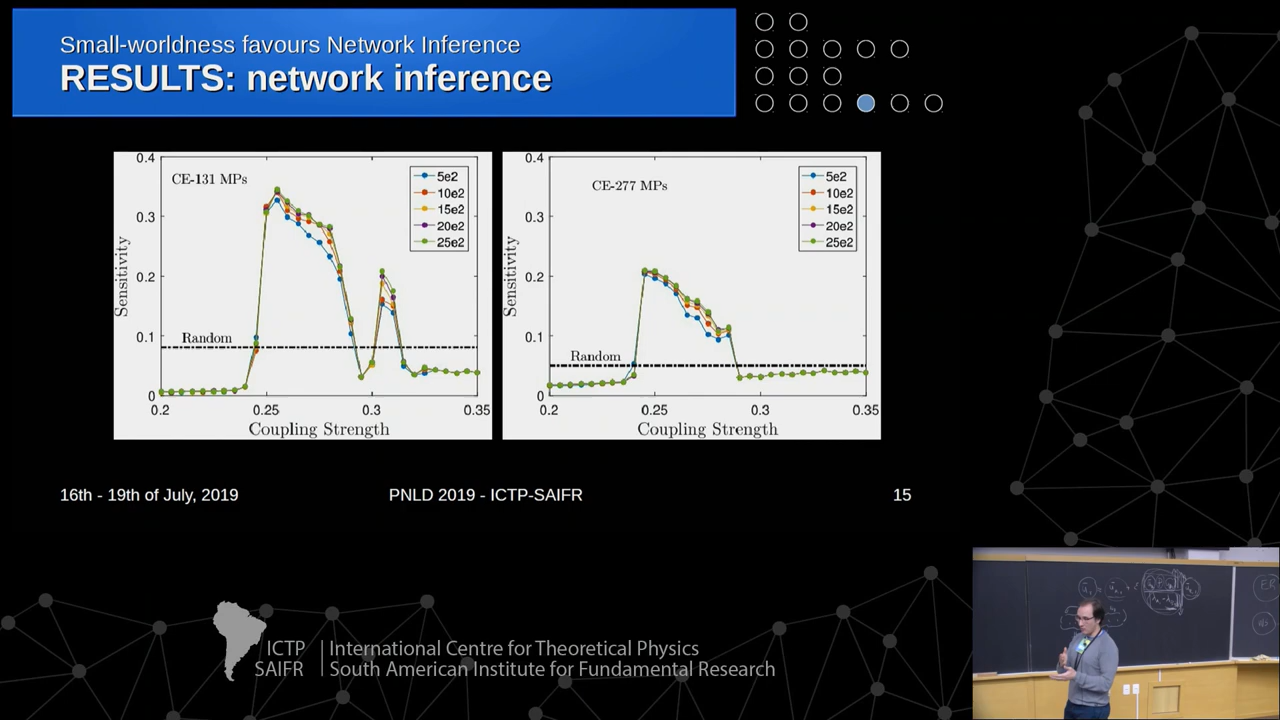 Small-worldness favours Network Inference
RESULTS: network inference
0.4
0.3
0.2
0.1
0
Sensitivity
CE-131 MPs
Random
5e2
10e2
15e2
20e2
25e2
0.2
0.25
0.3
0.35
Coupling Strength
0.4
0.3
0.2
0.1
0
Sensitivity
CE-277 MPs
Random
5e2
10e2
15e2
20e2
25e2
0.2
0.25
0.3
0.35
Coupling Strength
16th - 19th of July, 2019
PNLD 2019 - ICTP-SAIFR
15
ICTP
SAIFR
International Centre for Theoretical Physics
South American Institute for Fundamental Research